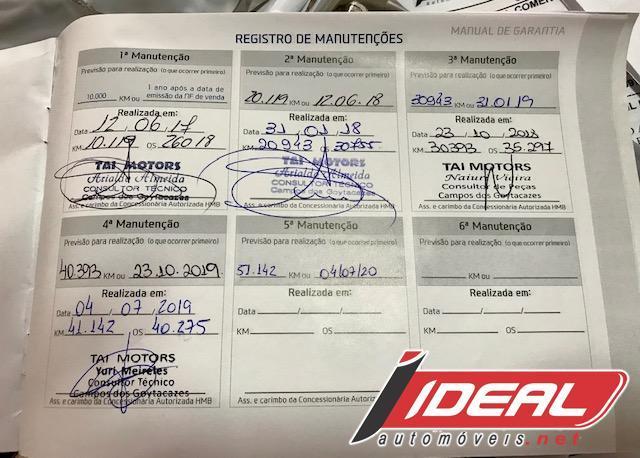 COMER
MANUAL DE GARANTIA
REGISTRO DE MANUTENÇÕES
1ª Manutenção
Previsão para realização (o que ocorrer primeiro)
10.000 KM ou 1 ano após a data de emissão da NF de venda
Realizada em:
Data 12, 06, 17
KM 10.119 OS 26018
TAI MOTORS
Arialdo Almeida
CONSULTOR TÉCNICO
Campos dos Goytacazes
Ass. e carimbo da Concessionária Autorizada HMB
2ª Manutenção
Previsão para realização (o que ocorrer primeiro)
20.119 KM ou 12.06.18
Realizada em:
Data 31, 01, 18
KM 20943 OS 30755
TAI MOTORS
Arialdo Almeida
CONSULTOR TÉCNICO
Campos dos Goytacazes
Ass. e carimbo da Concessionária Autorizada HMB
3ª Manutenção
Previsão para realização (o que ocorrer primeiro)
30943 KM ou 31.01.19
Realizada em:
Data 23, 10, 2018
KM 30393 OS 35.297
TAI MOTORS
Consultor de Peças
Campos dos Goytacazes
Ass. e carimbo da Concessionária Autorizada HMB
4ª Manutenção
Previsão para realização (o que ocorrer primeiro)
40.393 KM ou 23.10.2019
Realizada em:
Data 04, 07, 2019
KM 41.142 OS 40.275
TAI MOTORS
Yuri Meireles
Consultor Técnico
Campos dos Goytacazes
Ass. e carimbo da Concessionária Autorizada HMB
5ª Manutenção
Previsão para realização (o que ocorrer primeiro)
51.142 KM ou 04/07/20
Realizada em:
Data / /
KM OS
Ass. e carimbo da Concessionária Autorizada HMB
6ª Manutenção
Previsão para realização (o que ocorrer primeiro)
KM ou
Realizada em:
Data / /
KM OS
IDEAL
automóveis.net